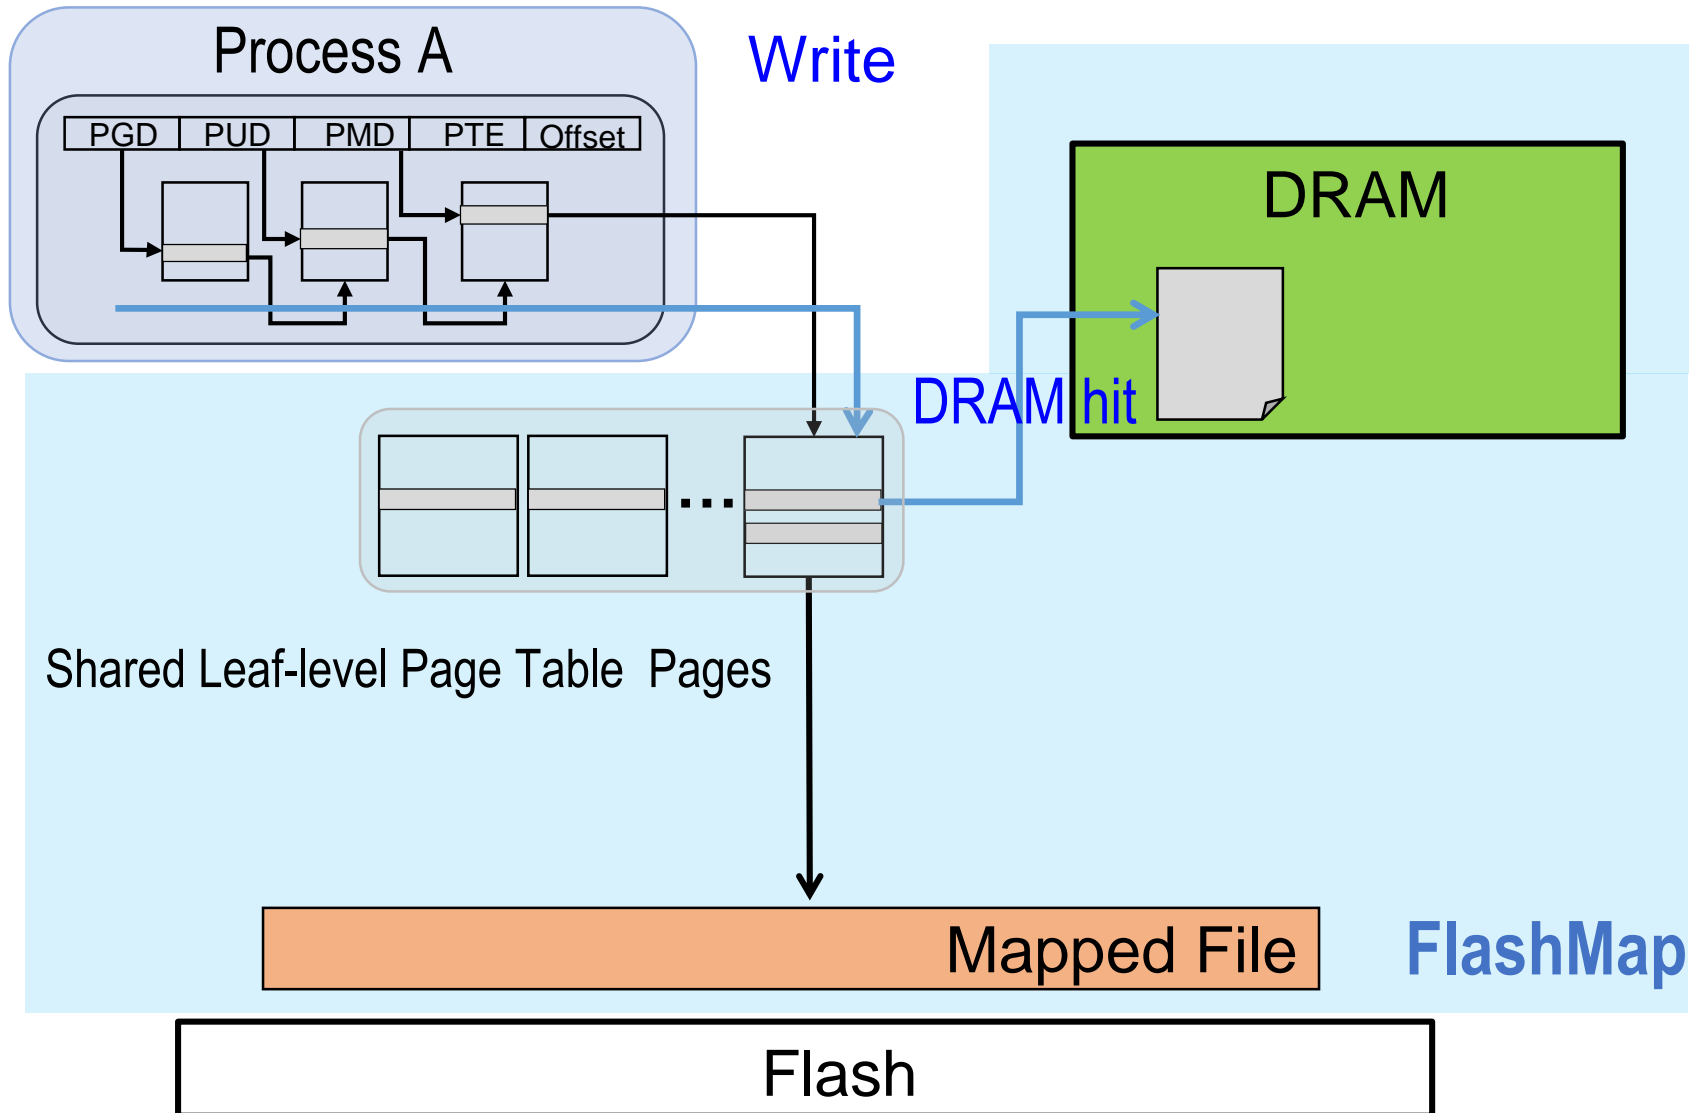 Process A
Write
PGD PUD PMD PTE Offset
DRAM
DRAM hit
...
Shared Leaf-level Page Table Pages
Mapped File
FlashMap
Flash